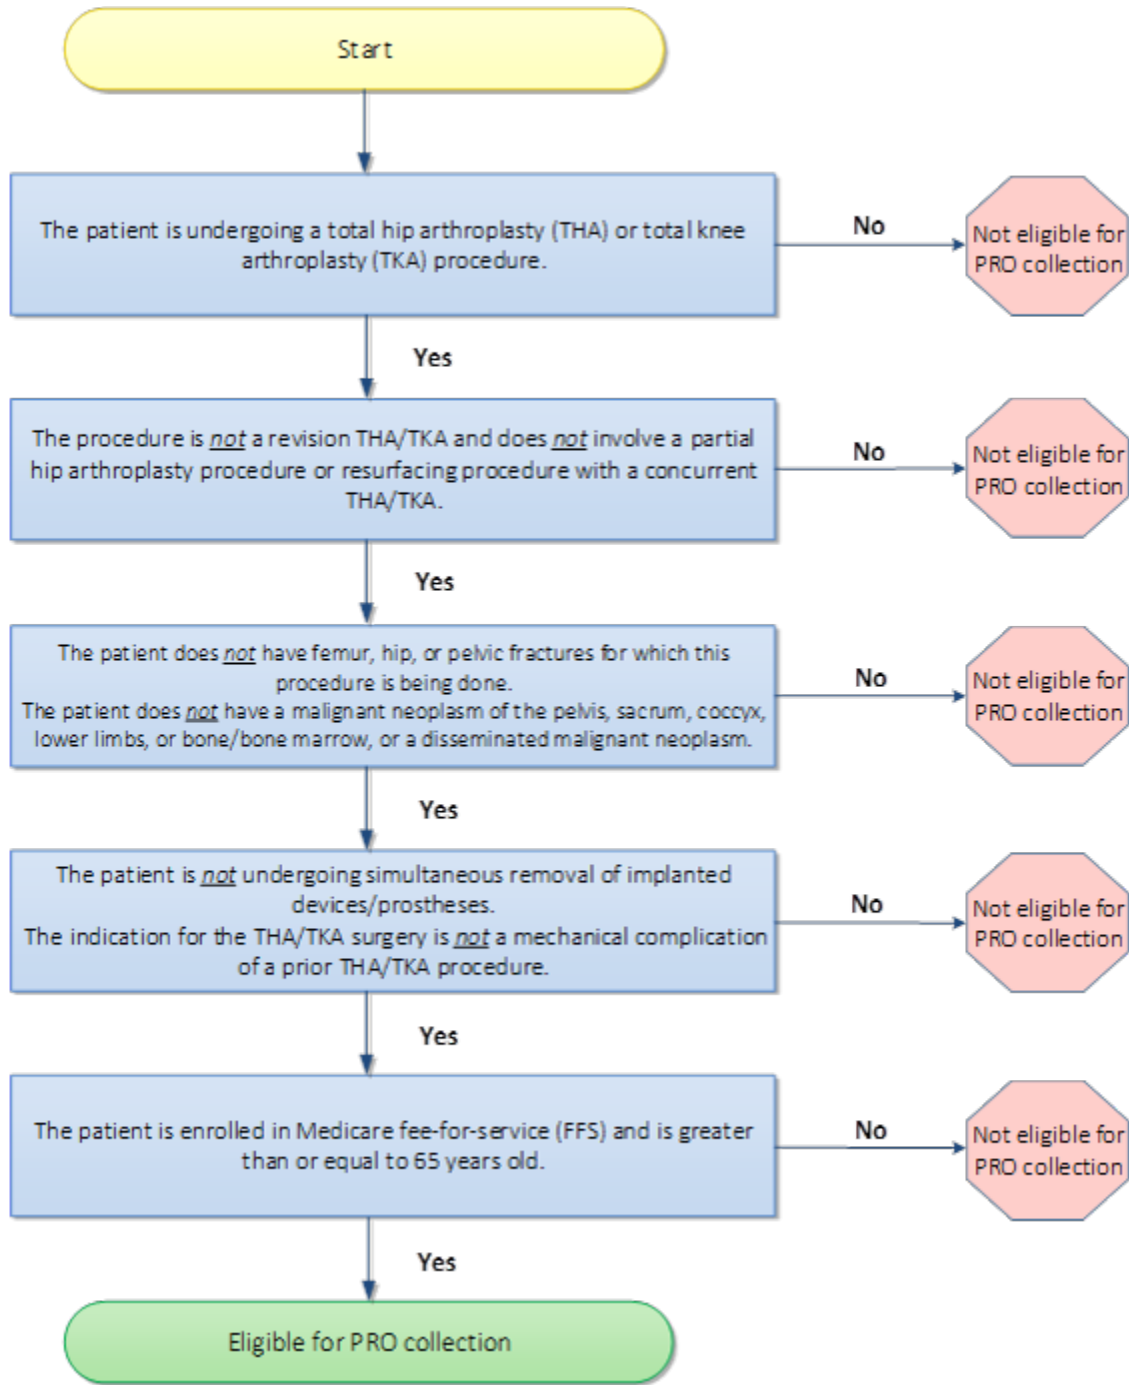 Start
The patient is undergoing a total hip arthroplasty (THA) or total knee
arthroplasty (TKA) procedure.
No
Not eligible for
PRO collection
Yes
The procedure is not a revision THA/TKA and does not involve a partial
hip arthroplasty procedure or resurfacing procedure with a concurrent
THA/TKA.
No
Not eligible for
PRO collection
Yes
The patient does not have femur, hip, or pelvic fractures for which this
procedure is being done.
The patient does not have a malignant neoplasm of the pelvis, sacrum, coccyx,
lower limbs, or bone/bone marrow, or a disseminated malignant neoplasm.
No
Not eligible for
PRO collection
Yes
The patient is not undergoing simultaneous removal of implanted
devices/prostheses.
The indication for the THA/TKA surgery is not a mechanical complication
of a prior THA/TKA procedure.
No
Not eligible for
PRO collection
Yes
The patient is enrolled in Medicare fee-for-service (FFS) and is greater
than or equal to 65 years old.
No
Not eligible for
PRO collection
Yes
Eligible for PRO collection